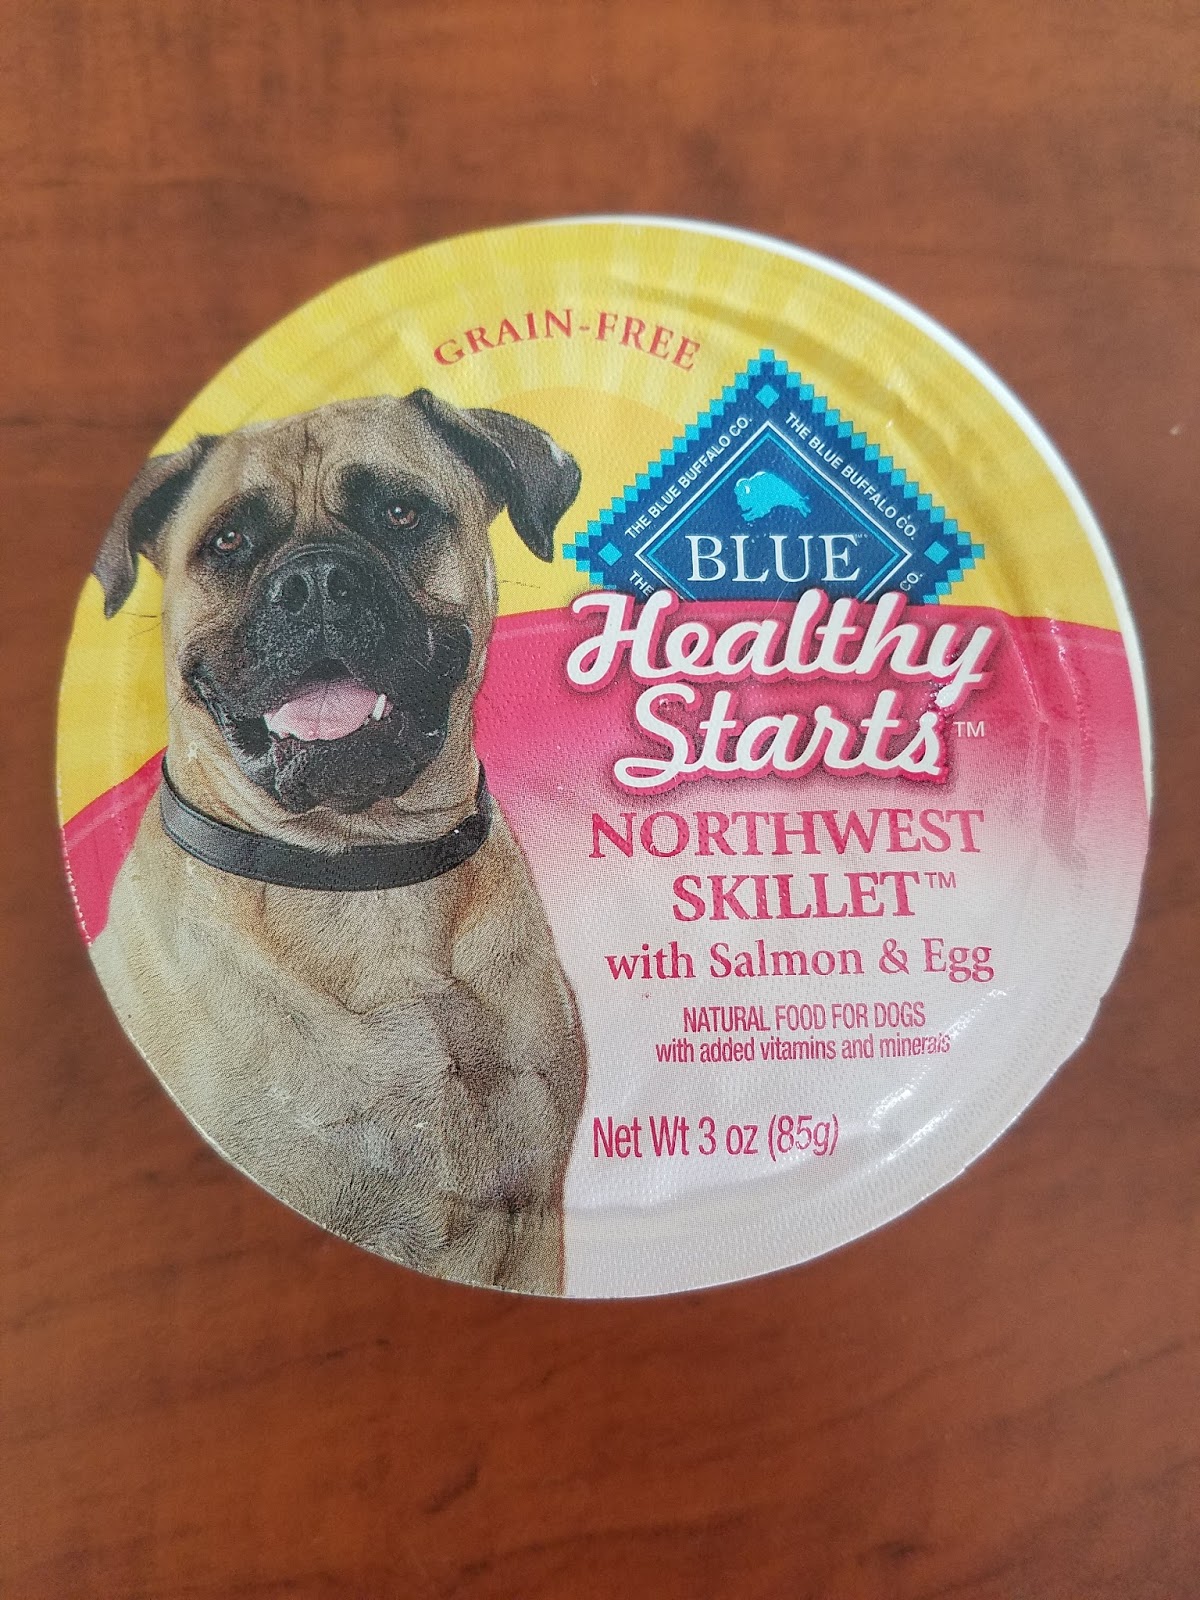 GRAIN-FREE
THE BLUE BUFFALO CO.
THE BLUE BUFFALO CO.
THE
CO.
BLUE™
Healthy
Starts™
NORTHWEST
SKILLET™
with Salmon & Egg
NATURAL FOOD FOR DOGS
with added vitamins and minerals
Net Wt 3 oz (85g)